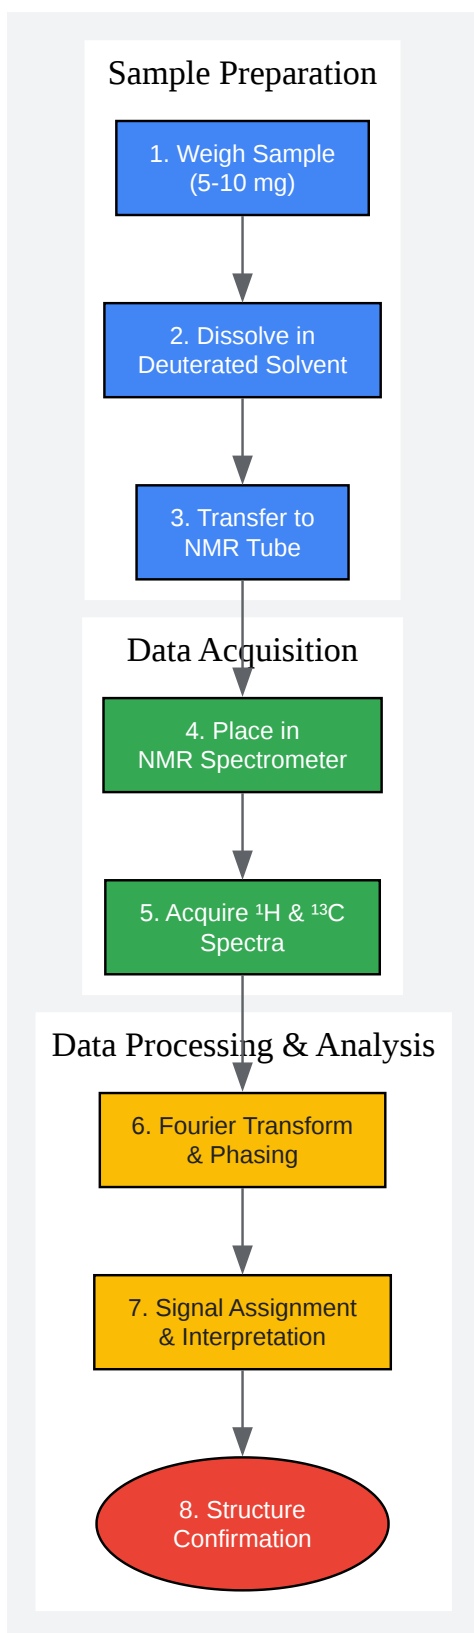 Sample Preparation
1. Weigh Sample
(5-10 mg)
2. Dissolve in
Deuterated Solvent
3. Transfer to
NMR Tube
Data Acquisition
4. Place in
NMR Spectrometer
5. Acquire ¹H & ¹³C
Spectra
Data Processing & Analysis
6. Fourier Transform
& Phasing
7. Signal Assignment
& Interpretation
8. Structure
Confirmation